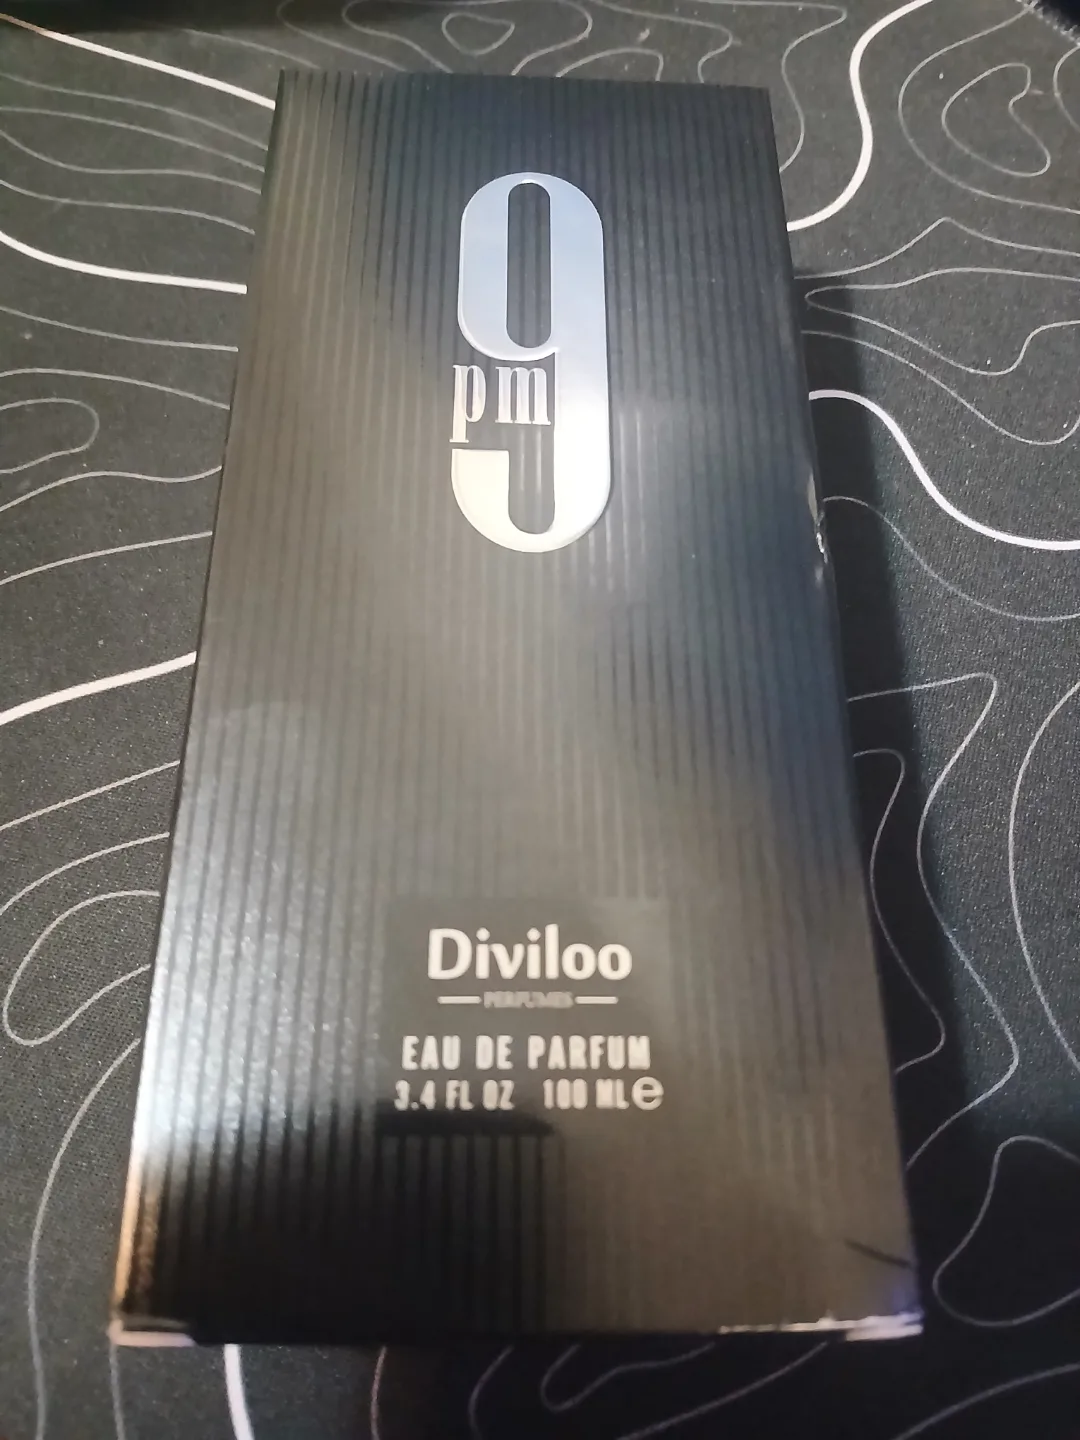 9
pm
Diviloo
PERFUMES
EAU DE PARFUM
3.4 FL OZ 100 ML ℮